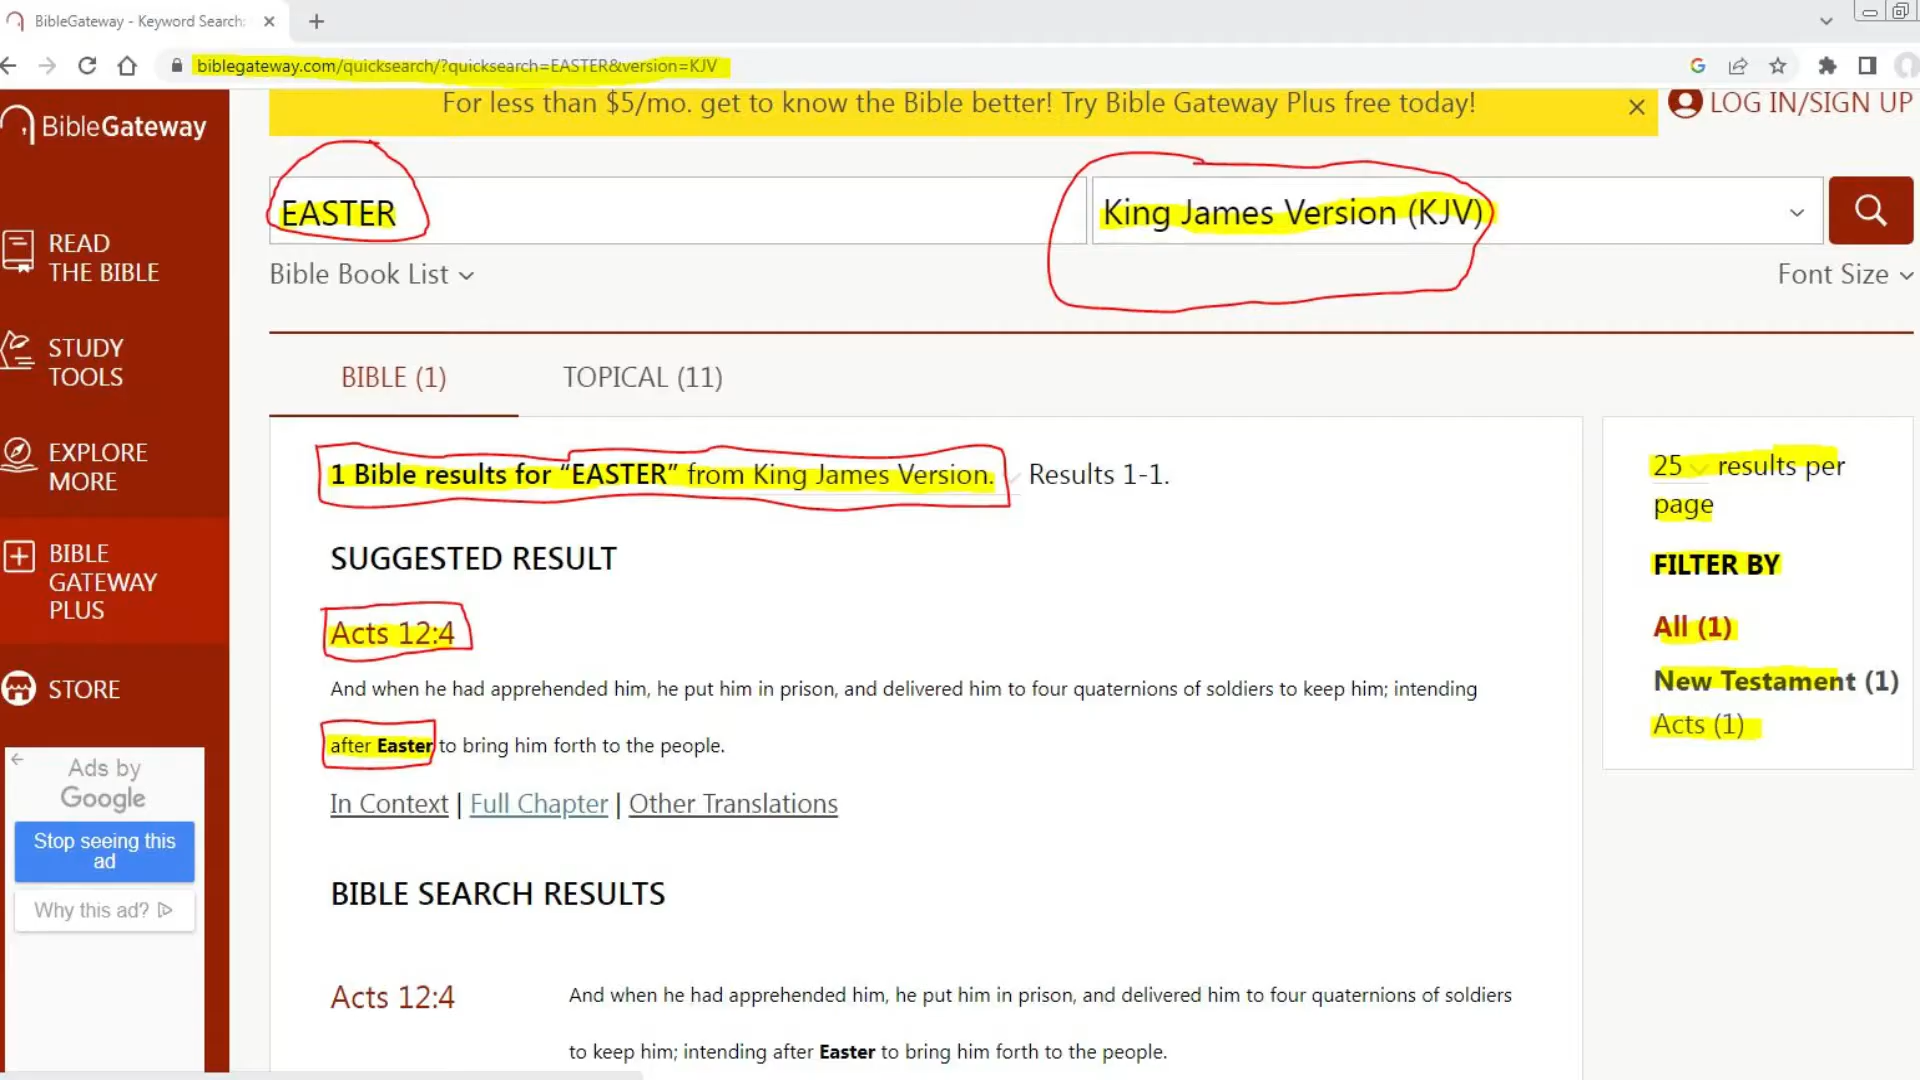 BibleGateway - Keyword Search:
biblegateway.com/quicksearch/?quicksearch=EASTER&version=KJV
For less than $5/mo. get to know the Bible better! Try Bible Gateway Plus free today!
LOG IN/SIGN UP
BibleGateway
EASTER
King James Version (KJV)
Bible Book List
Font Size
READ
THE BIBLE
STUDY
TOOLS
EXPLORE
MORE
BIBLE
GATEWAY
PLUS
STORE
Ads by
Google
Stop seeing this
ad
Why this ad?
BIBLE (1)
TOPICAL (11)
1 Bible results for “EASTER” from King James Version. Results 1-1.
SUGGESTED RESULT
Acts 12:4
And when he had apprehended him, he put him in prison, and delivered him to four quaternions of soldiers to keep him; intending
after Easter to bring him forth to the people.
In Context | Full Chapter | Other Translations
BIBLE SEARCH RESULTS
Acts 12:4
And when he had apprehended him, he put him in prison, and delivered him to four quaternions of soldiers
to keep him; intending after Easter to bring him forth to the people.
25 results per
page
FILTER BY
All (1)
New Testament (1)
Acts (1)